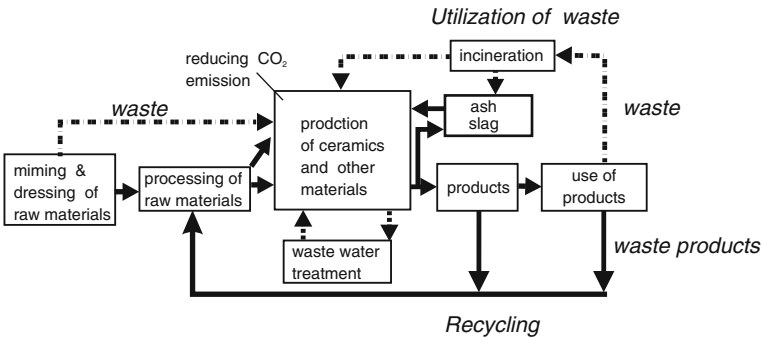 Utilization of waste
reducing CO₂
emission
incineration
waste
ash
slag
waste
prodction
of ceramics
and other
materials
miming &
dressing of
raw materials
processing of
raw materials
products
use of
products
waste water
treatment
waste products
Recycling